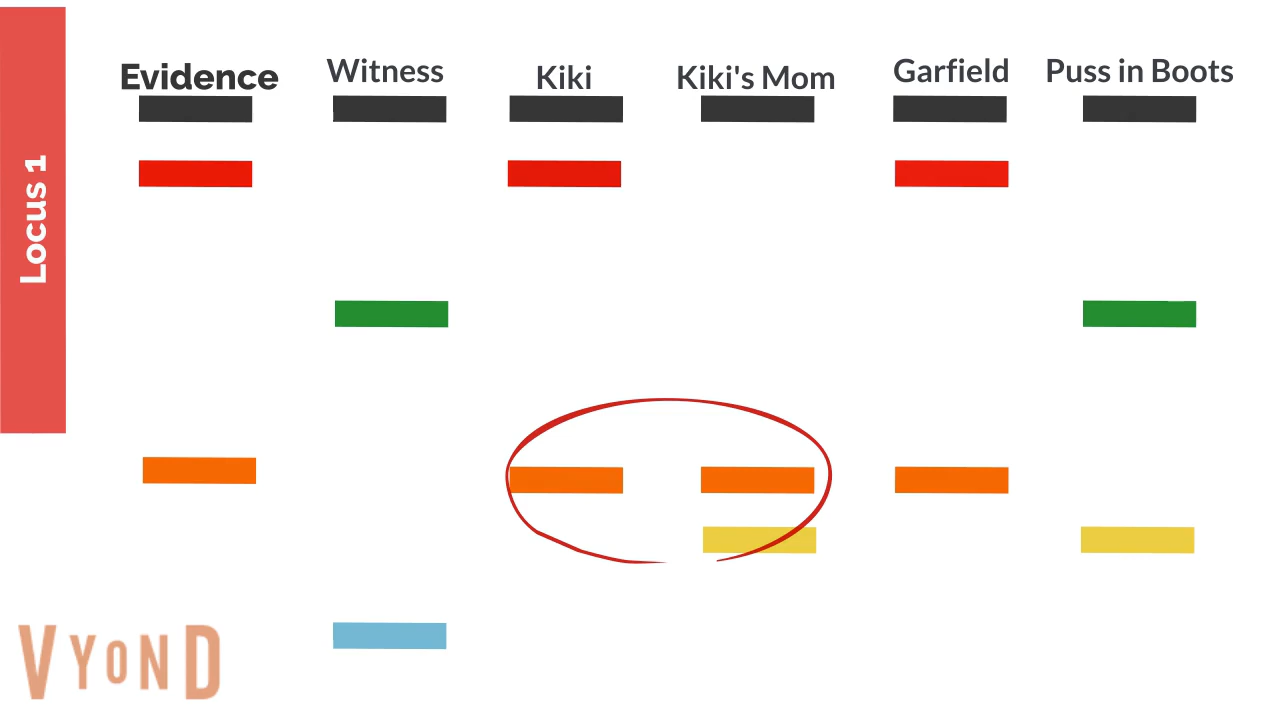 Locus 1
Evidence
Witness
Kiki
Kiki's Mom
Garfield
Puss in Boots
VYOND